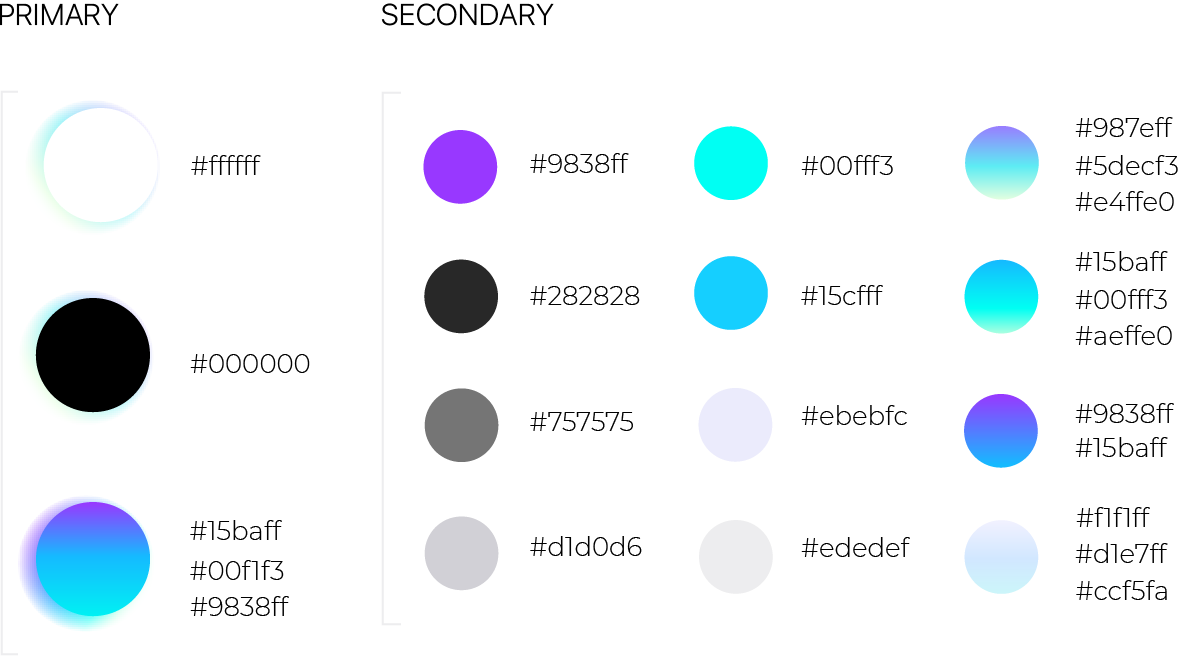 PRIMARY
#ffffff
#000000
#15baff
#00f1f3
#9838ff
SECONDARY
#9838ff
#282828
#757575
#d1d0d6
#00fff3
#15cfff
#ebebfc
#ededef
#987eff
#5decf3
#e4ffe0
#15baff
#00fff3
#aeffe0
#9838ff
#15baff
#f1f1ff
#d1e7ff
#ccf5fa